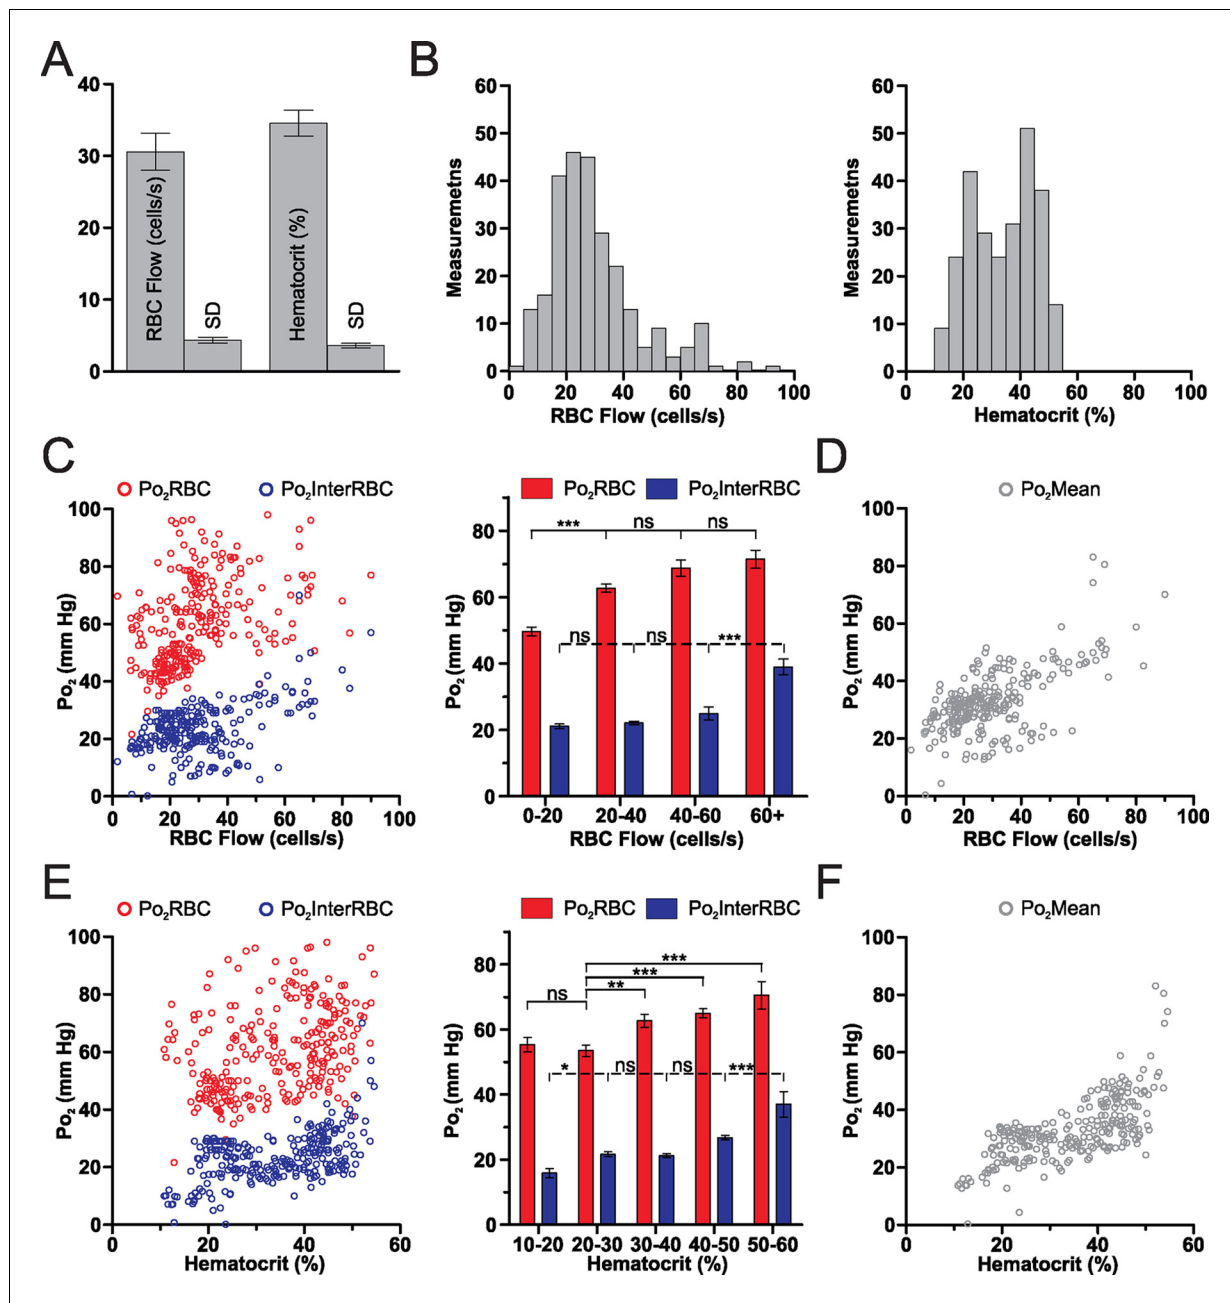 A
B
40
30
20
10
0
RBC Flow (cells/s)
SD
Hematocrit (%)
SD
60
50
40
30
20
10
0
Measuremetns
0 20 40 60 80 100
RBC Flow (cells/s)
60
50
40
30
20
10
0
Measuremetns
0 20 40 60 80 100
Hematocrit (%)
C
D
Po2RBC Po2InterRBC
100
80
60
40
20
0
Po2 (mm Hg)
0 20 40 60 80 100
RBC Flow (cells/s)
Po2RBC Po2InterRBC
*** ns ns
ns ns ***
80
60
40
20
0
Po2 (mm Hg)
0-20 20-40 40-60 60+
RBC Flow (cells/s)
Po2Mean
100
80
60
40
20
0
Po2 (mm Hg)
0 20 40 60 80 100
RBC Flow (cells/s)
E
F
Po2RBC Po2InterRBC
100
80
60
40
20
0
Po2 (mm Hg)
0 20 40 60
Hematocrit (%)
Po2RBC Po2InterRBC
***
***
ns **
* ns ns ***
80
60
40
20
0
Po2 (mm Hg)
10-20 20-30 30-40 40-50 50-60
Hematocrit (%)
Po2Mean
100
80
60
40
20
0
Po2 (mm Hg)
0 20 40 60
Hematocrit (%)